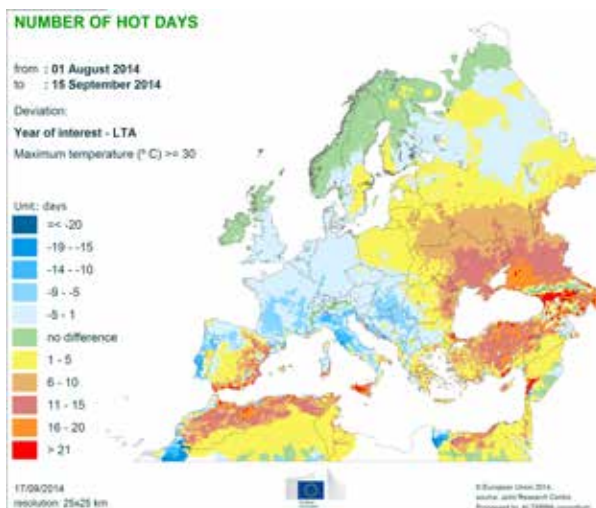 NUMBER OF HOT DAYS
from : 01 August 2014
to : 15 September 2014
Deviation:
Year of interest - LTA
Maximum temperature (º C) >= 30
Unit: days
=< -20
-19 - -15
-14 - -10
-9 - -5
-5 - 1
no difference
1 - 5
6 - 10
11 - 15
16 - 20
> 21
17/09/2014
resolution: 25x25 km
© European Union 2014
source: Joint Research Centre